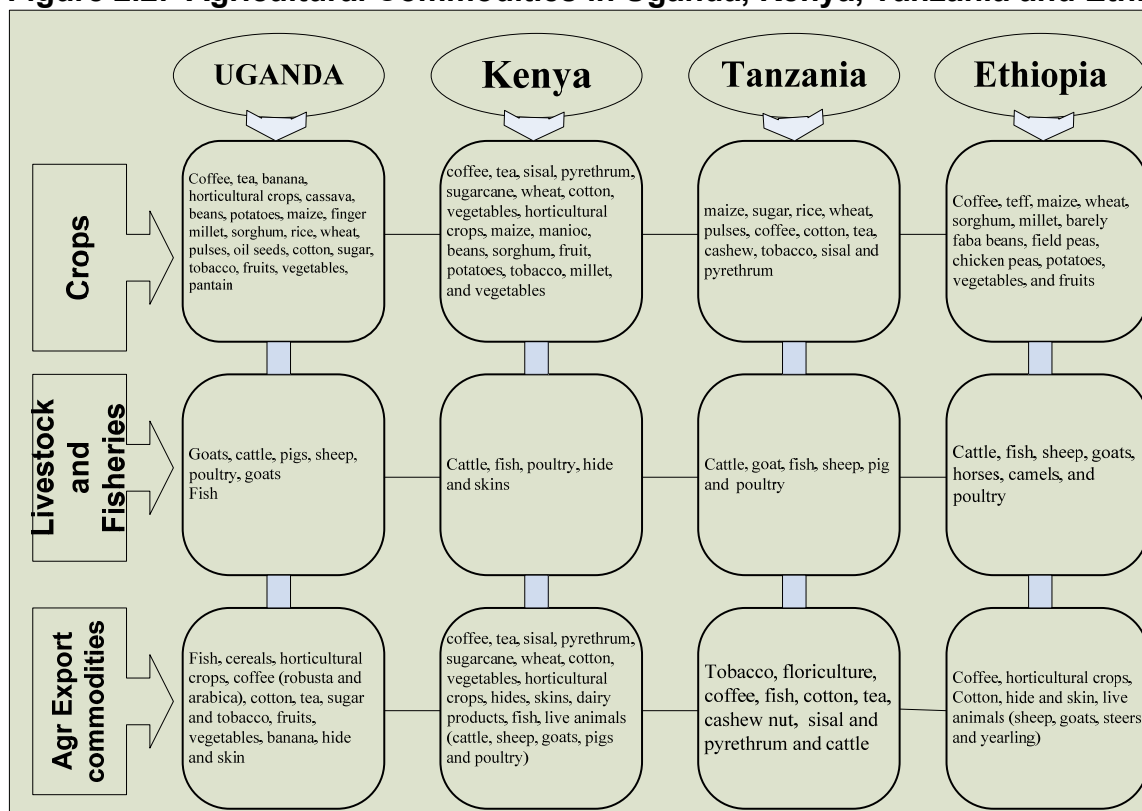 UGANDA
Kenya
Tanzania
Ethiopia
Crops
Coffee, tea, banana,
horticultural crops, cassava,
beans, potatoes, maize, finger
millet, sorghum, rice, wheat,
pulses, oil seeds, cotton, sugar,
tobacco, fruits, vegetables,
pantain
coffee, tea, sisal, pyrethrum,
sugarcane, wheat, cotton,
vegetables, horticultural
crops, maize, manioc,
beans, sorghum, fruit,
potatoes, tobacco, millet,
and vegetables
maize, sugar, rice, wheat,
pulses, coffee, cotton, tea,
cashew, tobacco, sisal and
pyrethrum
Coffee, teff, maize, wheat,
sorghum, millet, barely
faba beans, field peas,
chicken peas, potatoes,
vegetables, and fruits
Livestock
and
Fisheries
Goats, cattle, pigs, sheep,
poultry, goats
Fish
Cattle, fish, poultry, hide
and skins
Cattle, goat, fish, sheep, pig
and poultry
Cattle, fish, sheep, goats,
horses, camels, and
poultry
Agr Export
commodities
Fish, cereals, horticultural
crops, coffee (robusta and
arabica), cotton, tea, sugar
and tobacco, fruits,
vegetables, banana, hide
and skin
coffee, tea, sisal, pyrethrum,
sugarcane, wheat, cotton,
vegetables, horticultural
crops, hides, skins, dairy
products, fish, live animals
(cattle, sheep, goats, pigs
and poultry)
Tobacco, floriculture,
coffee, fish, cotton, tea,
cashew nut, sisal and
pyrethrum and cattle
Coffee, horticultural crops,
Cotton, hide and skin, live
animals (sheep, goats, steers
and yearling)